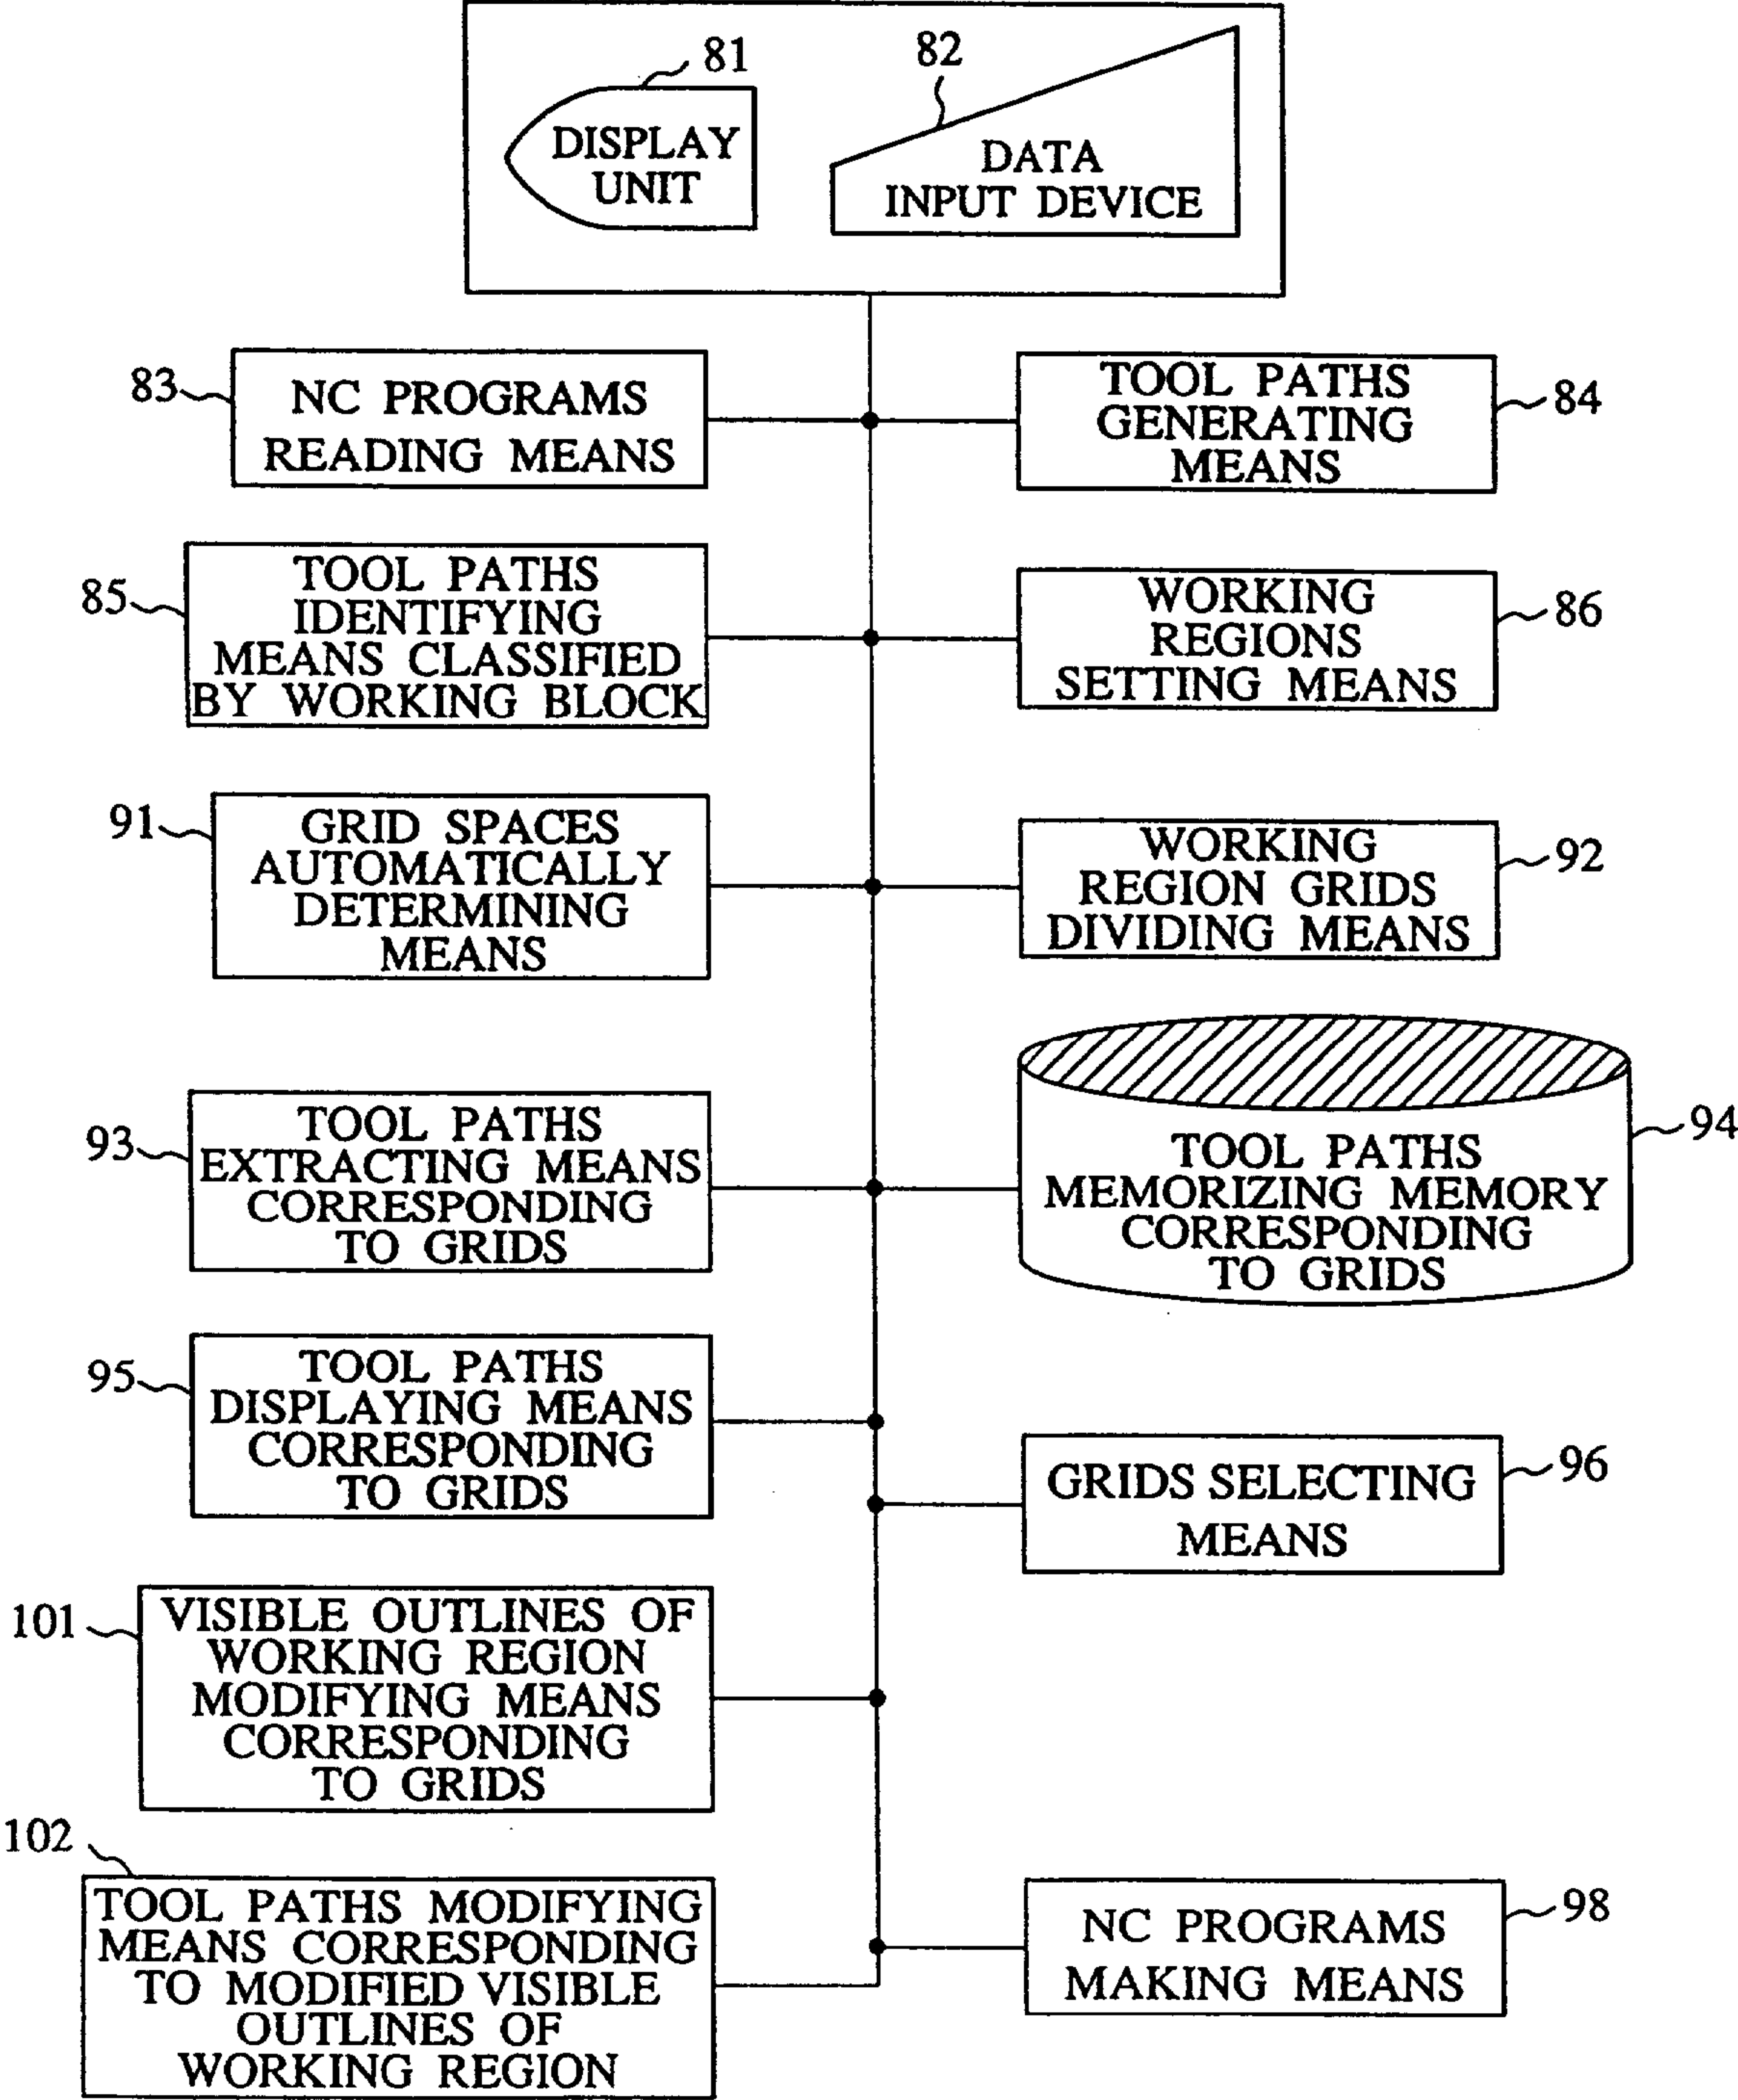 81
DISPLAY
UNIT
82
DATA
INPUT DEVICE
83
NC PROGRAMS
READING MEANS
TOOL PATHS
GENERATING
MEANS
84
85
TOOL PATHS
IDENTIFYING
MEANS CLASSIFIED
BY WORKING BLOCK
WORKING
REGIONS
SETTING MEANS
86
91
GRID SPACES
AUTOMATICALLY
DETERMINING
MEANS
WORKING
REGION GRIDS
DIVIDING MEANS
92
93
TOOL PATHS
EXTRACTING MEANS
CORRESPONDING
TO GRIDS
TOOL PATHS
MEMORIZING MEMORY
CORRESPONDING
TO GRIDS
94
95
TOOL PATHS
DISPLAYING MEANS
CORRESPONDING
TO GRIDS
GRIDS SELECTING
MEANS
96
101
VISIBLE OUTLINES OF
WORKING REGION
MODIFYING MEANS
CORRESPONDING
TO GRIDS
102
TOOL PATHS MODIFYING
MEANS CORRESPONDING
TO MODIFIED VISIBLE
OUTLINES OF
WORKING REGION
NC PROGRAMS
MAKING MEANS
98